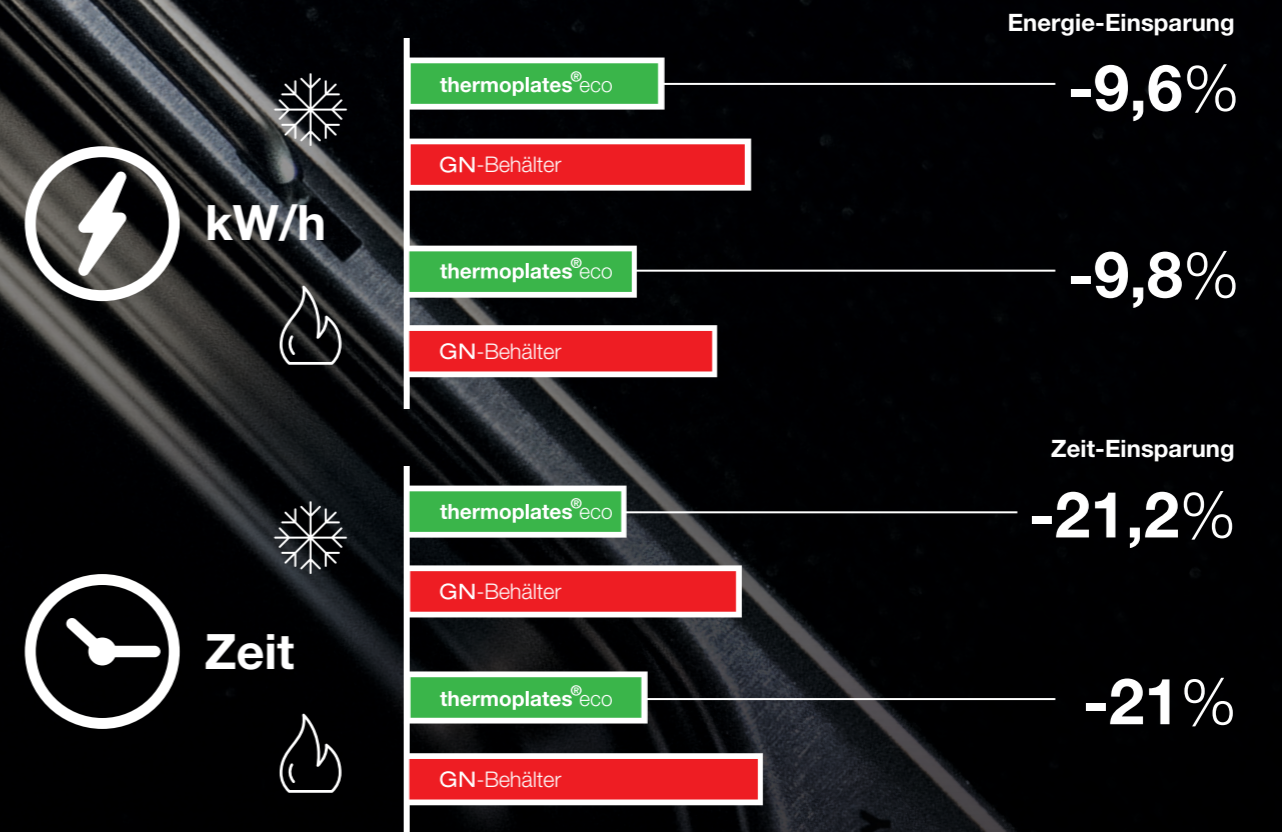 Energie-Einsparung
thermoplates®eco
-9,6%
GN-Behälter
kW/h
thermoplates®eco
-9,8%
GN-Behälter
Zeit-Einsparung
thermoplates®eco
-21,2%
GN-Behälter
Zeit
thermoplates®eco
-21%
GN-Behälter